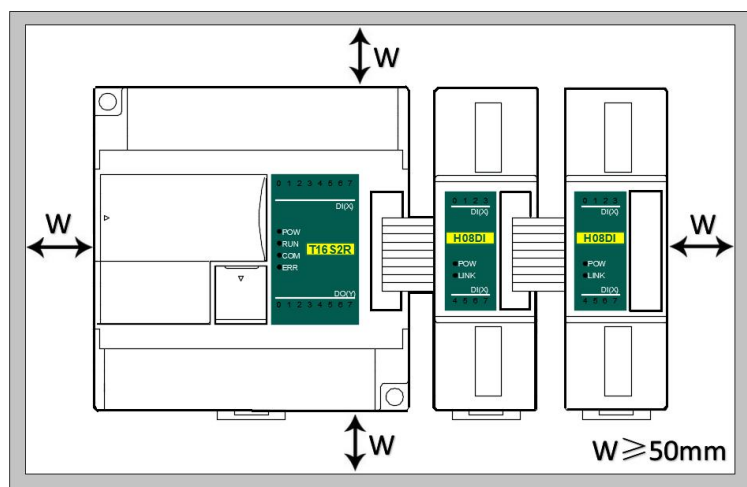 W
0 1 2 3 4 5 6 7
DI(X)
POW
RUN
COM
ERR
T16S2R
DO(Y)
0 1 2 3 4 5 6 7
0 1 2 3
DI(X)
H08DI
POW
LINK
DI(X)
4 5 6 7
0 1 2 3
DI(X)
H08DI
POW
LINK
DI(X)
4 5 6 7
W
W
W
W≥50mm